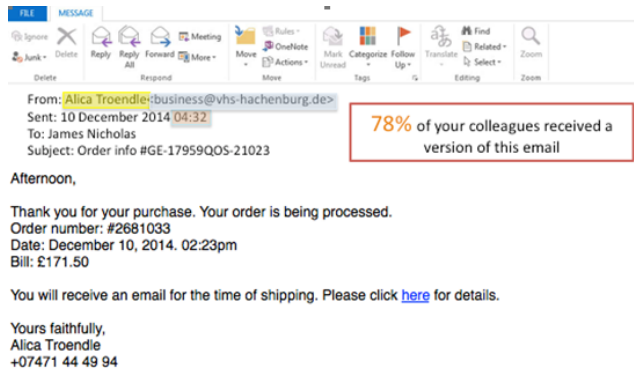 FILE MESSAGE
Ignore
Junk
Delete
Reply
Reply All
Forward
Meeting
More
Move
Rules
OneNote
Actions
Mark Unread
Categorize
Follow Up
Translate
Find
Related
Select
Zoom
Delete Respond Move Tags Editing Zoom
From: Alica Troendle <business@vhs-hachenburg.de>
Sent: 10 December 2014 04:32
To: James Nicholas
Subject: Order info #GE-17959QOS-21023
78% of your colleagues received a
version of this email
Afternoon,
Thank you for your purchase. Your order is being processed.
Order number: #2681033
Date: December 10, 2014. 02:23pm
Bill: £171.50
You will receive an email for the time of shipping. Please click here for details.
Yours faithfully,
Alica Troendle
+07471 44 49 94